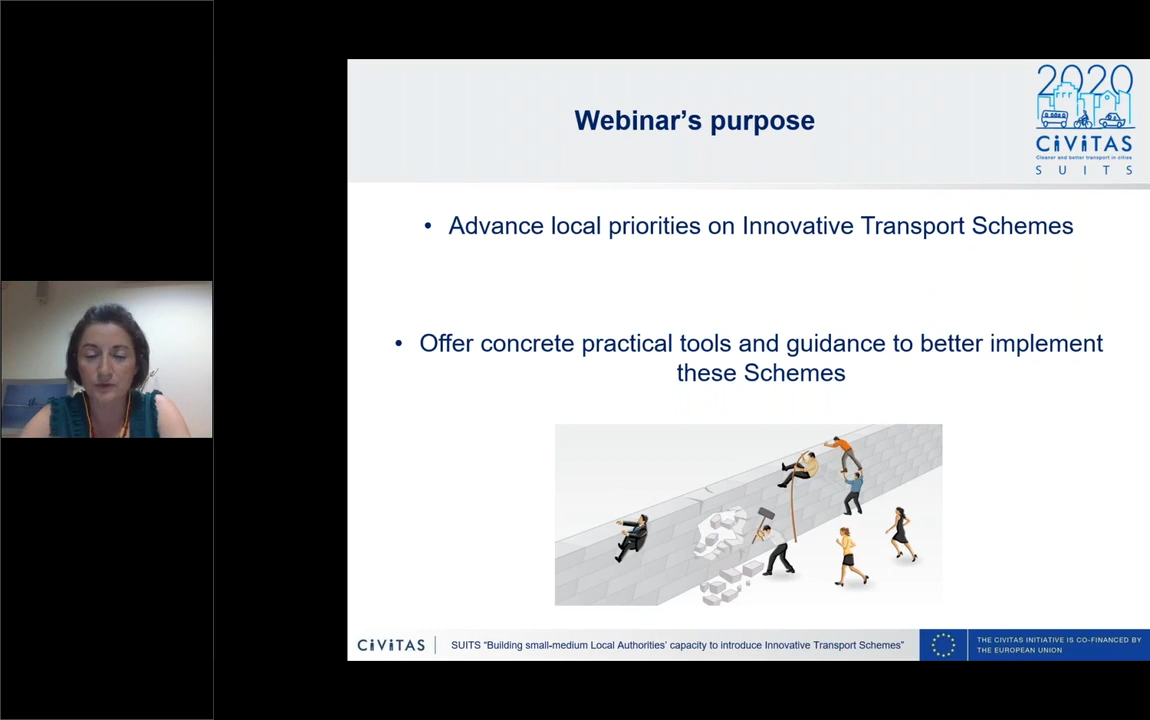 Webinar's purpose
2020
CiViTAS
Cleaner and better transport in cities
S U I T S
• Advance local priorities on Innovative Transport Schemes
• Offer concrete practical tools and guidance to better implement
these Schemes
CiViTAS
SUITS “Building small-medium Local Authorities’ capacity to introduce Innovative Transport Schemes”
THE CIVITAS INITIATIVE IS CO-FINANCED BY
THE EUROPEAN UNION